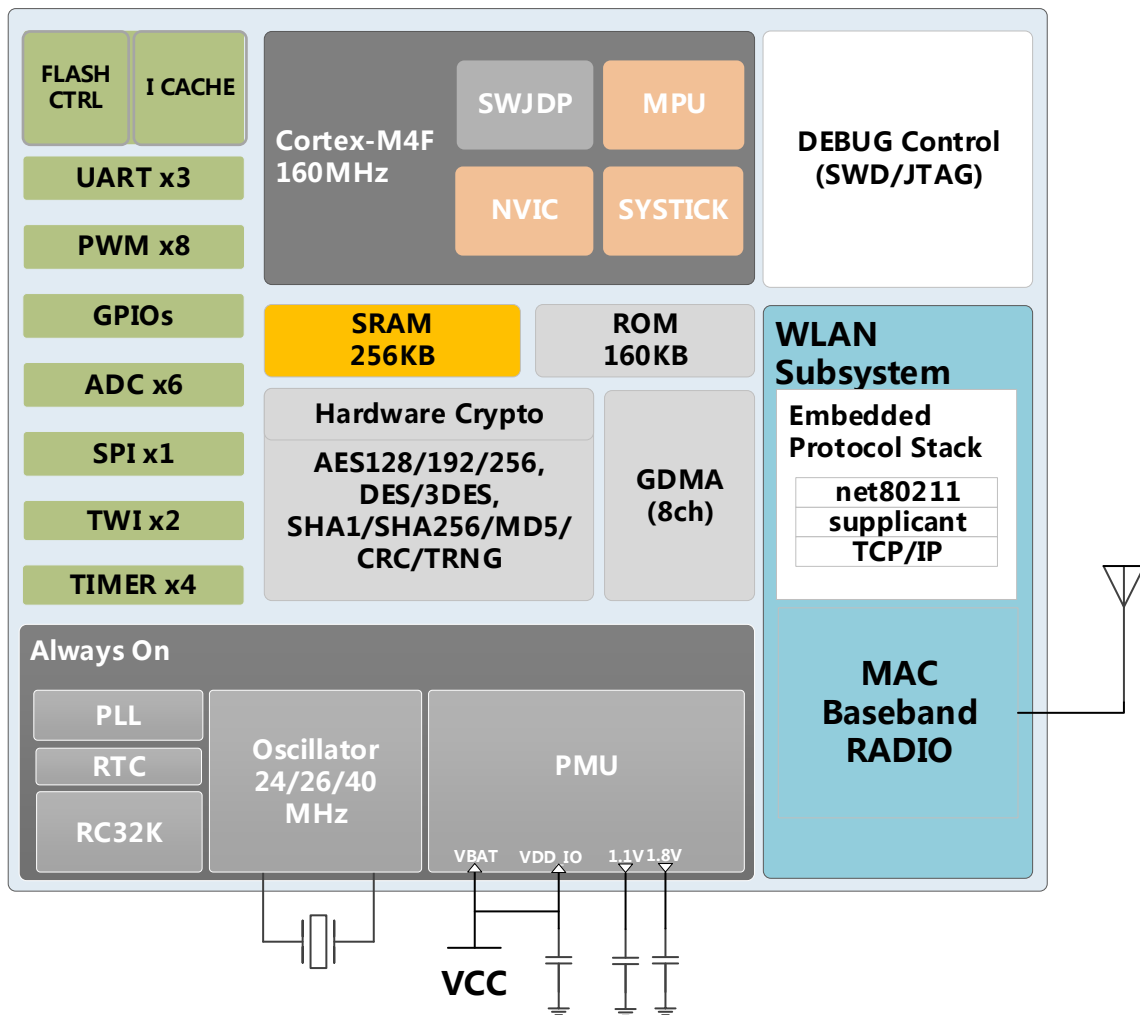 FLASH
CTRL
I CACHE
UART x3
PWM x8
GPIOs
ADC x6
SPI x1
TWI x2
TIMER x4
Cortex-M4F
160MHz
SWJDP
MPU
NVIC
SYSTICK
DEBUG Control
(SWD/JTAG)
SRAM
256KB
ROM
160KB
Hardware Crypto
AES128/192/256,
DES/3DES,
SHA1/SHA256/MD5/
CRC/TRNG
GDMA
(8ch)
WLAN
Subsystem
Embedded
Protocol Stack
net80211
supplicant
TCP/IP
MAC
Baseband
RADIO
Always On
PLL
RTC
RC32K
Oscillator
24/26/40
MHz
PMU
VBAT
VDD_IO
1.1V
1.8V
VCC